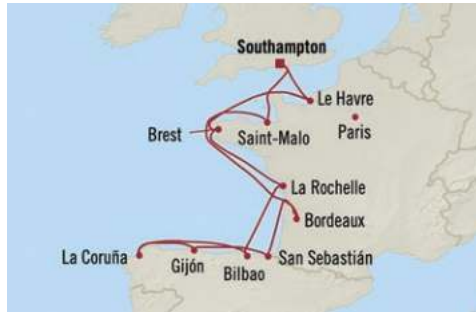 Southampton
Le Havre
Brest
Saint-Malo
Paris
La Rochelle
Bordeaux
La Coruña
Gijón
Bilbao
San Sebastián